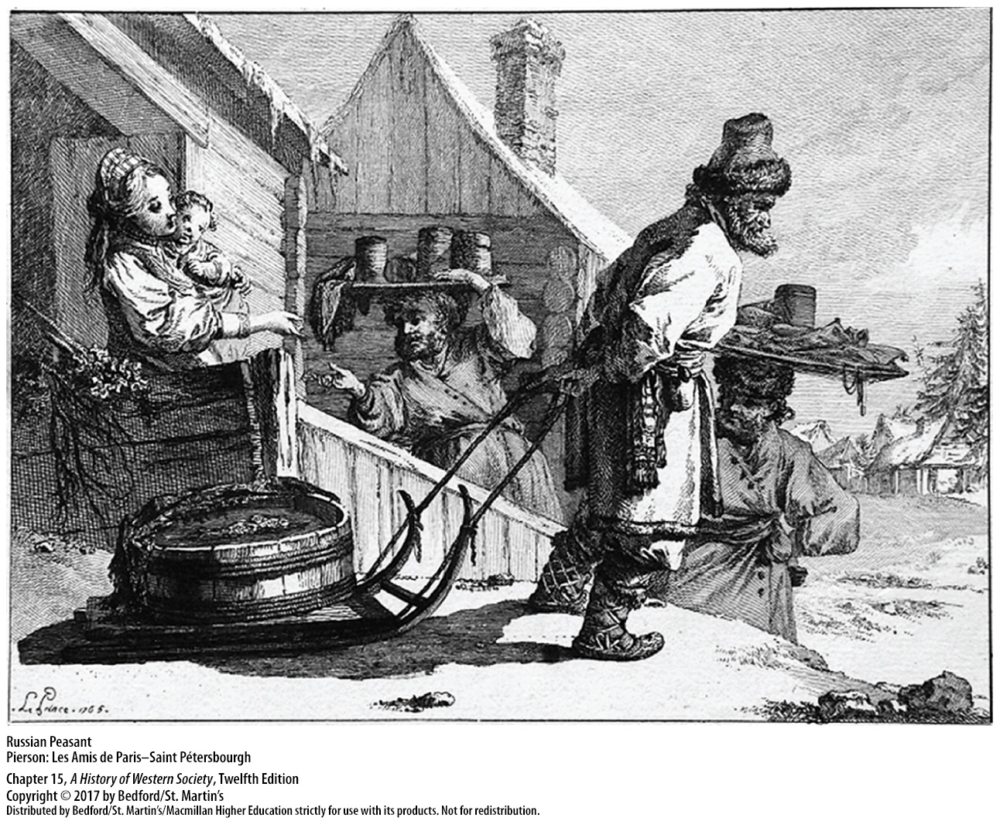 . Le Prince . 1765 .
Russian Peasant
Pierson: Les Amis de Paris–Saint Pétersbourgh
Chapter 15, A History of Western Society, Twelfth Edition
Copyright © 2017 by Bedford/St. Martin’s
Distributed by Bedford/St. Martin’s/Macmillan Higher Education strictly for use with its products. Not for redistribution.